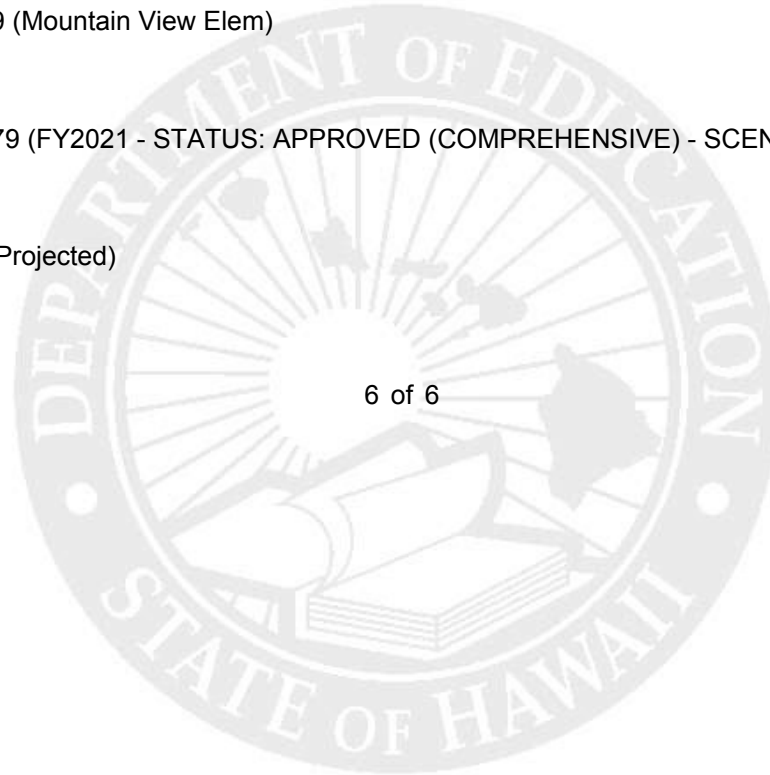 9 (Mountain View Elem)
79 (FY2021 - STATUS: APPROVED (COMPREHENSIVE) - SCEN
Projected)
6 of 6
DEPARTMENT OF EDUCATION
STATE OF HAWAII